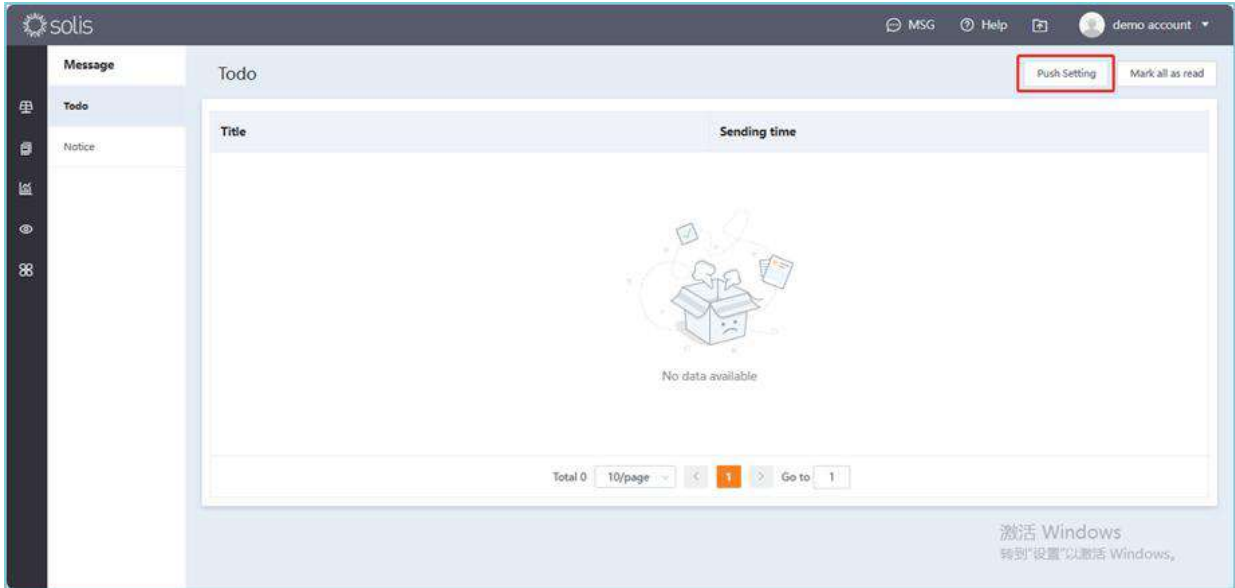 solis
MSG Help demo account
Message
Todo
Notice
Todo
Push Setting Mark all as read
Title Sending time
No data available
Total 0 10/page < 1 > Go to 1
激活 Windows
转到"设置"以激活 Windows。